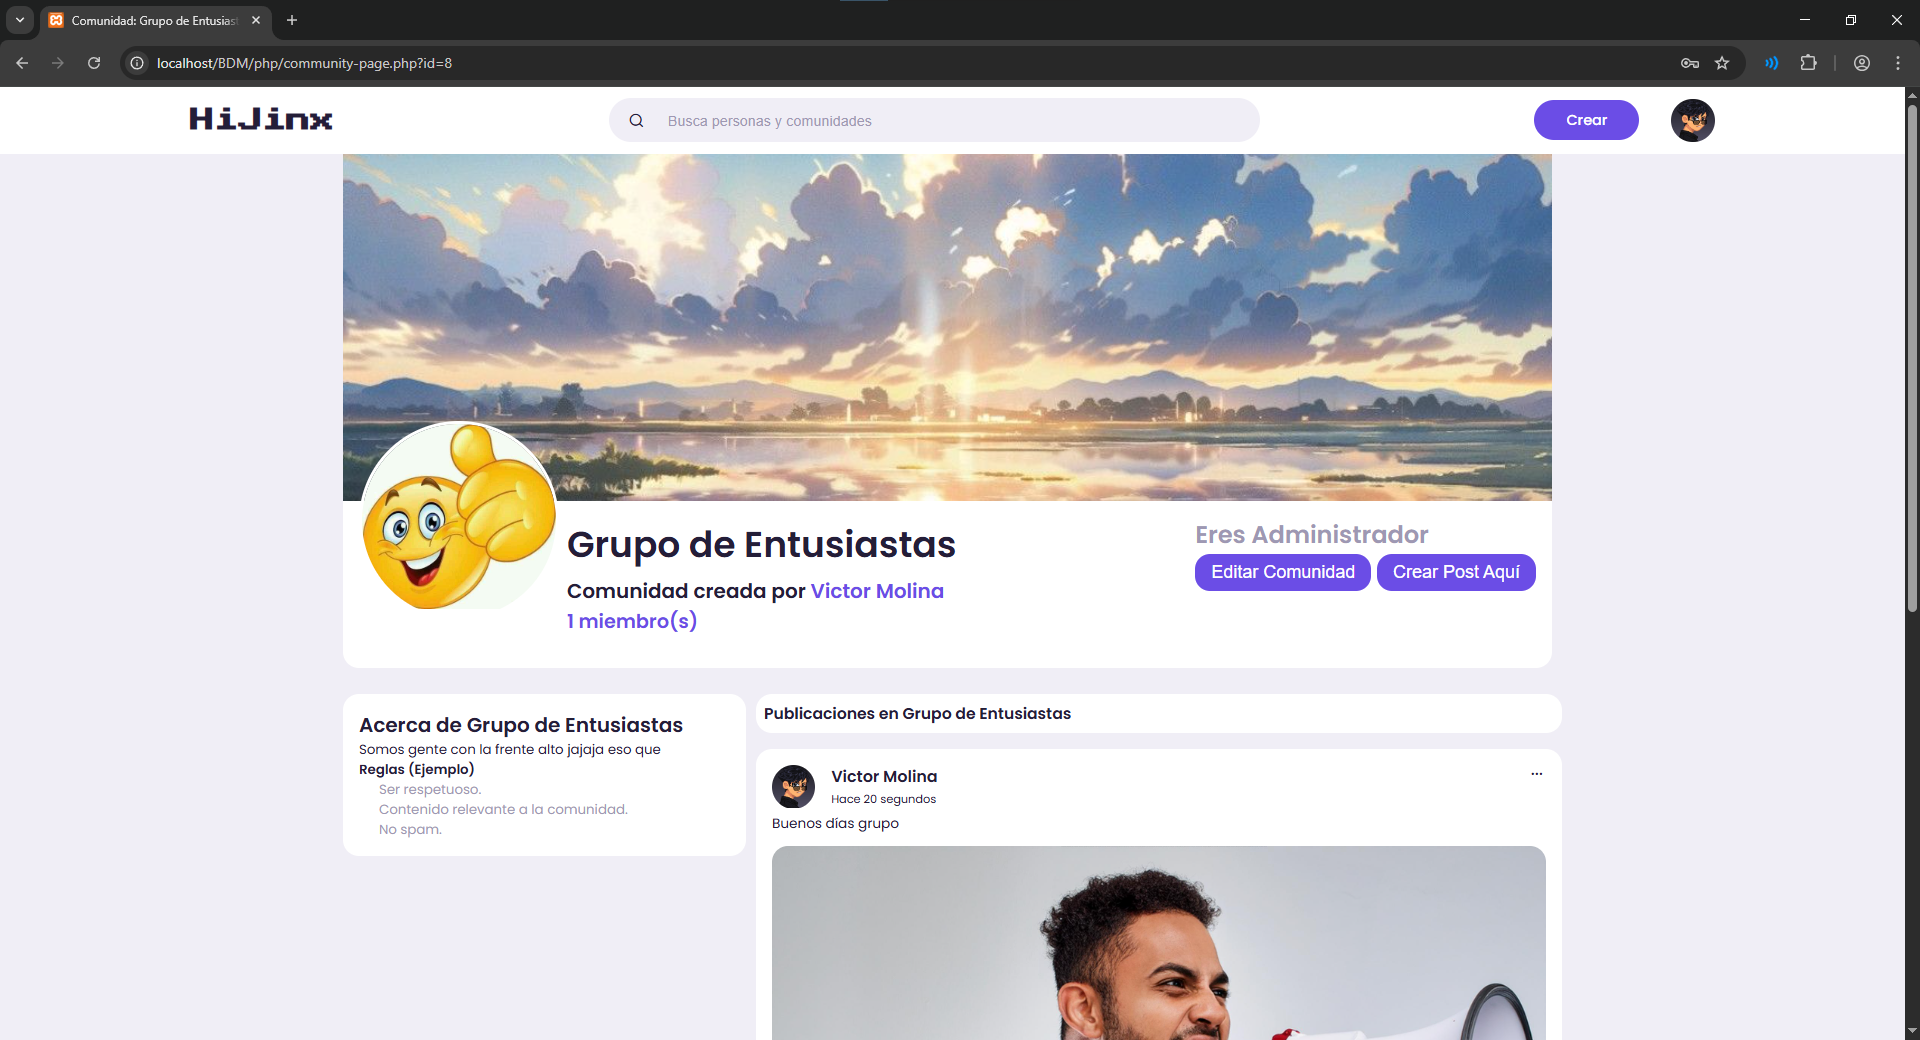 Comunidad: Grupo de Entusias
localhost/BDM/php/community-page.php?id=8
HiJinx
Busca personas y comunidades
Crear
Grupo de Entusiastas
Comunidad creada por Victor Molina
1 miembro(s)
Eres Administrador
Editar Comunidad
Crear Post Aquí
Acerca de Grupo de Entusiastas
Somos gente con la frente alto jajaja eso que
Reglas (Ejemplo)
Ser respetuoso.
Contenido relevante a la comunidad.
No spam.
Publicaciones en Grupo de Entusiastas
Victor Molina
Hace 20 segundos
Buenos días grupo